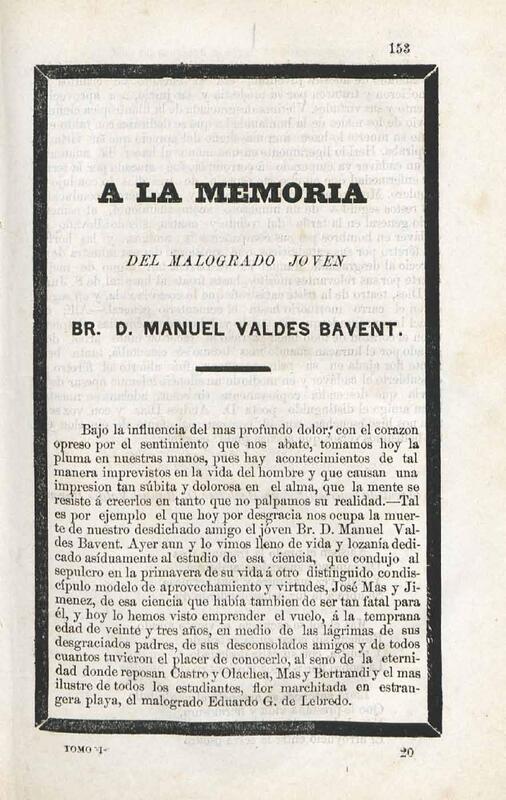 153
A LA MEMORIA
DEL MALOGRADO JOVEN
BR. D. MANUEL VALDES BAVENT.
Bajo la influencia del mas profundo dolor, con el corazon
opreso por el sentimiento que nos abate, tomamos hoy la
pluma en nuestras manos, pues hay acontecimientos de tal
manera imprevistos en la vida del hombre y que causan una
impresion tan súbita y dolorosa en el alma, que la mente se
resiste á creerlos en tanto que no palpamos su realidad.—Tal
es por ejemplo el que hoy por desgracia nos ocupa la muer-
te de nuestro desdichado amigo el jóven Br. D. Manuel Val-
des Bavent. Ayer aun y lo vimos lleno de vida y lozanía dedi-
cado asíduamente al estudio de esa ciencia, que condujo al
sepulcro en la primavera de su vida á otro distinguido condis-
cípulo modelo de aprovechamiento y virtudes, José Mas y Ji-
menez, de esa ciencia que había tambien de ser tan fatal para
él, y hoy lo hemos visto emprender el vuelo, á la temprana
edad de veinte y tres años, en medio de las lágrimas de sus
desgraciados padres, de sus desconsolados amigos y de todos
cuantos tuvieron el placer de conocerlo, al seno de la eterni-
dad donde reposan Castro y Oláchea, Mas y Bertrandi y el mas
ilustre de todos los estudiantes, flor marchitada en estran-
gera playa, él malogrado Eduardo G. de Lebredo.
TOMO I
20